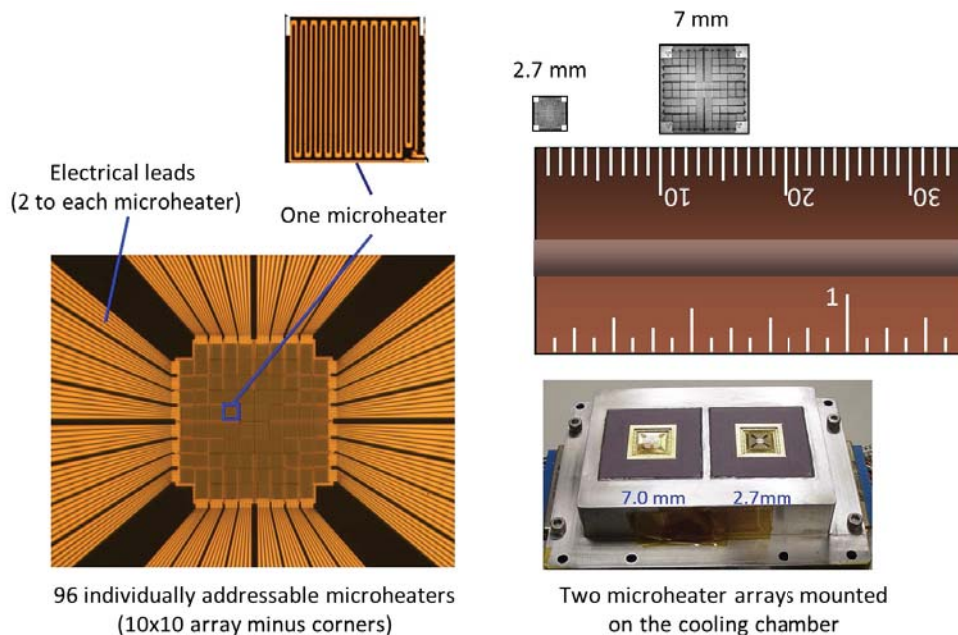 7 mm
2.7 mm
Electrical leads
(2 to each microheater)
One microheater
10
20
30
1
7.0 mm
2.7mm
96 individually addressable microheaters
(10x10 array minus corners)
Two microheater arrays mounted
on the cooling chamber